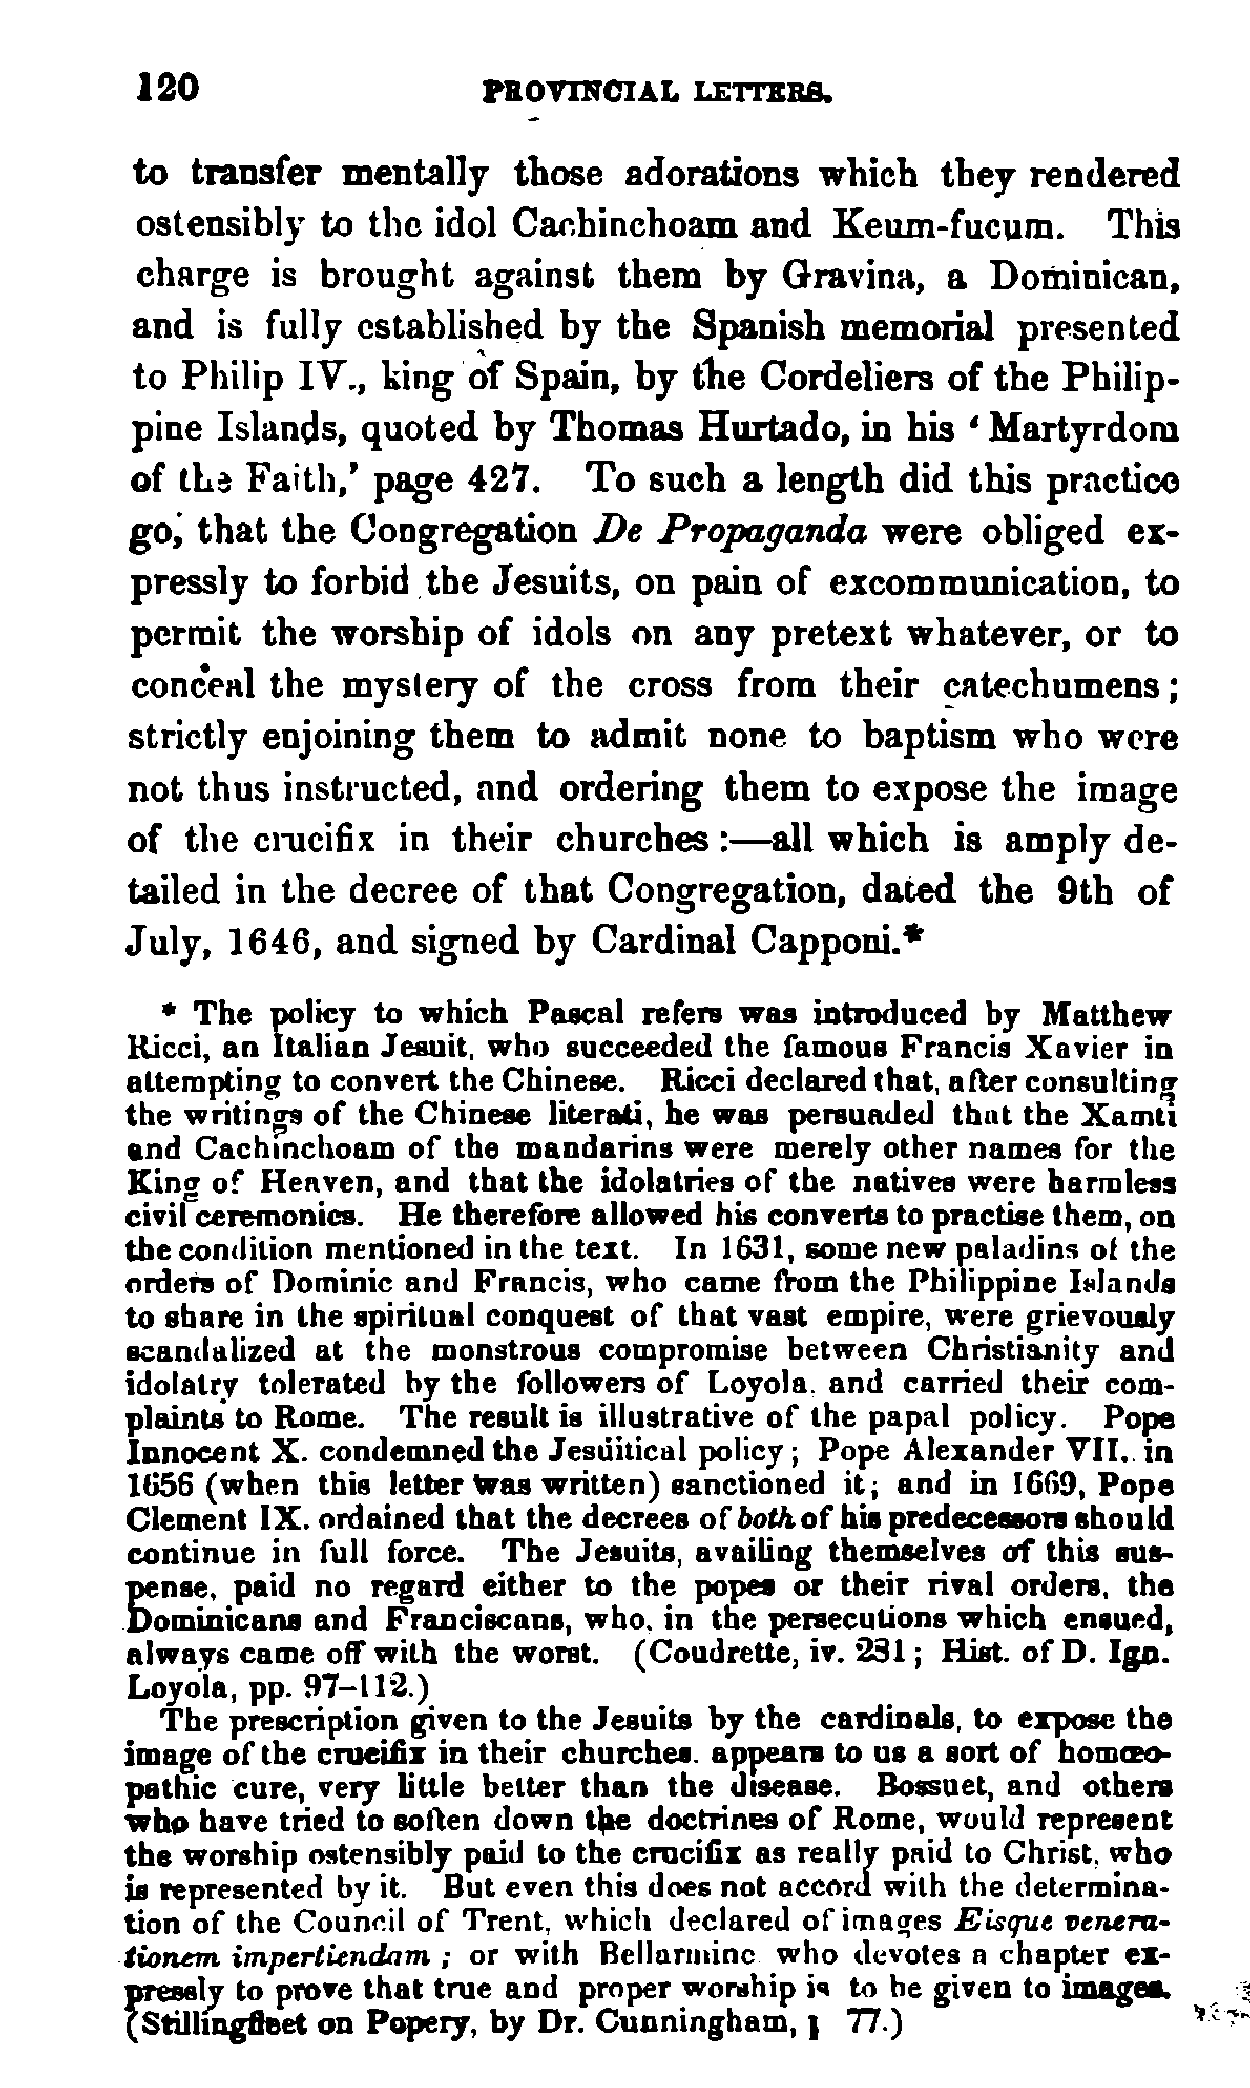 120 PROVINCIAL LETTERS.
to transfer mentally those adorations which they rendered
ostensibly to the idol Cachinchoam and Keum-fucum. This
charge is brought against them by Gravina, a Dominican,
and is fully established by the Spanish memorial presented
to Philip IV., king of Spain, by the Cordeliers of the Philip-
pine Islands, quoted by Thomas Hurtado, in his ‘Martyrdom
of the Faith,’ page 427. To such a length did this practice
go, that the Congregation De Propaganda were obliged ex-
pressly to forbid the Jesuits, on pain of excommunication, to
permit the worship of idols on any pretext whatever, or to
conceal the mystery of the cross from their catechumens;
strictly enjoining them to admit none to baptism who were
not thus instructed, and ordering them to expose the image
of the crucifix in their churches:—all which is amply de-
tailed in the decree of that Congregation, dated the 9th of
July, 1646, and signed by Cardinal Capponi.*
* The policy to which Pascal refers was introduced by Matthew
Ricci, an Italian Jesuit, who succeeded the famous Francis Xavier in
attempting to convert the Chinese. Ricci declared that, after consulting
the writings of the Chinese literati, he was persuaded that the Xamti
and Cachinchoam of the mandarins were merely other names for the
King of Heaven, and that the idolatries of the natives were harmless
civil ceremonies. He therefore allowed his converts to practise them, on
the condition mentioned in the text. In 1631, some new paladins of the
orders of Dominic and Francis, who came from the Philippine Islands
to share in the spiritual conquest of that vast empire, were grievously
scandalized at the monstrous compromise between Christianity and
idolatry tolerated by the followers of Loyola, and carried their com-
plaints to Rome. The result is illustrative of the papal policy. Pope
Innocent X. condemned the Jesuitical policy; Pope Alexander VII., in
1656 (when this letter was written) sanctioned it; and in 1669, Pope
Clement IX. ordained that the decrees of both of his predecessors should
continue in full force. The Jesuits, availing themselves of this sus-
pense, paid no regard either to the popes or their rival orders, the
Dominicans and Franciscans, who, in the persecutions which ensued,
always came off with the worst. (Coudrette, iv. 231; Hist. of D. Ign.
Loyola, pp. 97–112.)
The prescription given to the Jesuits by the cardinals, to expose the
image of the crucifix in their churches, appears to us a sort of homœo-
pathic cure, very little better than the disease. Bossuet, and others
who have tried to soften down the doctrines of Rome, would represent
the worship ostensibly paid to the crucifix as really paid to Christ, who
is represented by it. But even this does not accord with the determina-
tion of the Council of Trent, which declared of images Eisque venera-
tionem impertiendam; or with Bellarmine who devotes a chapter ex-
pressly to prove that true and proper worship is to be given to images.
(Stillingfleet on Popery, by Dr. Cunningham, p 77.)